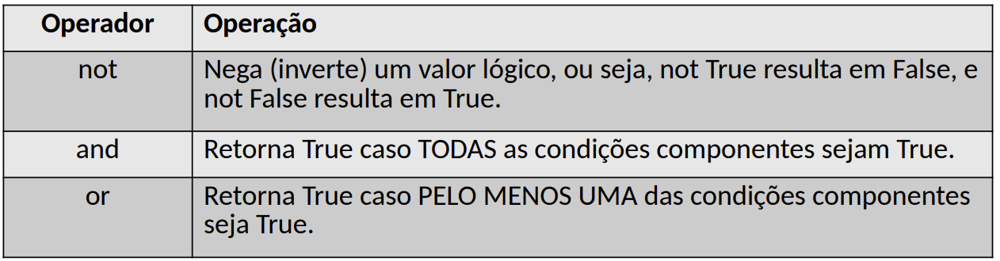 Operador Operação
not Nega (inverte) um valor lógico, ou seja, not True resulta em False, e
not False resulta em True.
and Retorna True caso TODAS as condições componentes sejam True.
or Retorna True caso PELO MENOS UMA das condições componentes
seja True.